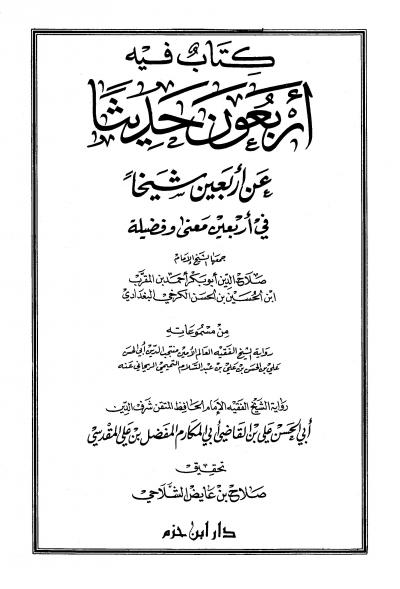 كتاب فيه
أربعون حديثا
عن أربعين شيخاً
في أربعين معنى وفضيلة
جمعها الشيخ الإمام
صلاح الدين أبو بكر أحمد بن المقرب
ابن الحسين بن الحسن الكرخي البغدادي
من مسموعاته
رواية الشيخ الفقيه العالم الأمين منتجب الدين أبي الحسن
علي بن الحسن بن علي بن عبد السلام التميمي الريحاني عنه
رواية الشيخ الفقيه الإمام الحافظ المتقن شرف الدين
أبي الحسن علي بن القاضي أبي المكارم المفضل بن علي المقدسي
تحقيق
صلاح بن عايض الشلاحي
دار ابن حزم